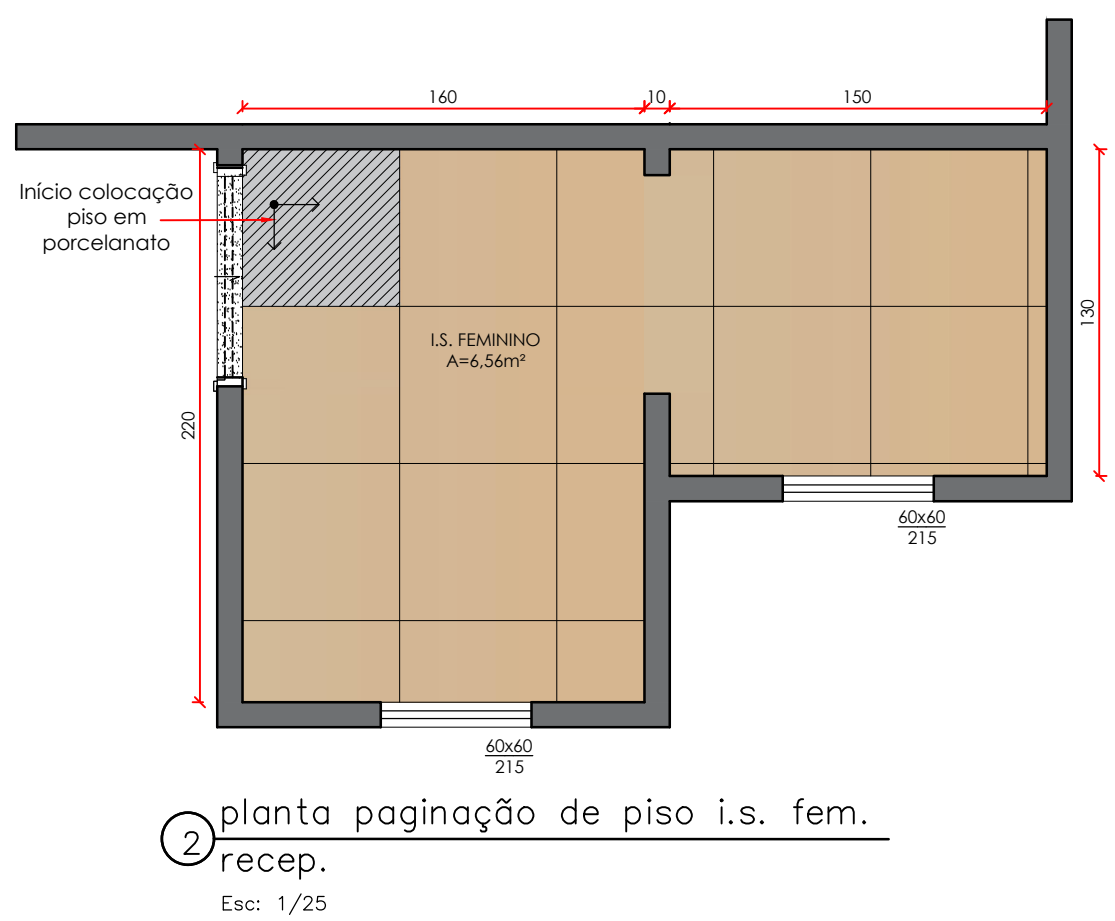 160
10
150
Início colocação
piso em
porcelanato
130
I.S. FEMININO
A=6,56m²
220
60x60
215
60x60
215
2
planta paginação de piso i.s. fem.
recep.
Esc: 1/25